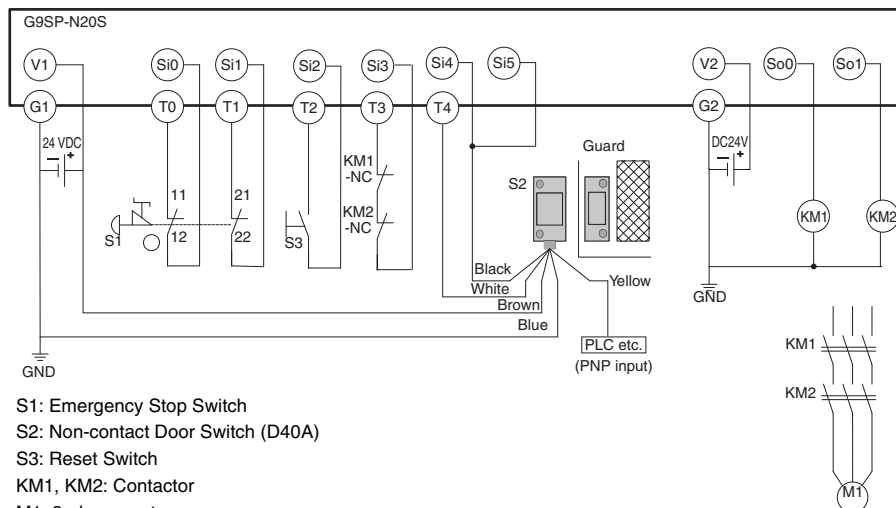 G9SP-N20S
V1 Si0 Si1 Si2 Si3 Si4 Si5 V2 So0 So1
G1 T0 T1 T2 T3 T4 G2
24 VDC
− +
KM1
-NC
KM2
-NC
Guard
S2
DC24V
− +
11 21
12 22
S1
S3
KM1 KM2
Black
White
Brown
Blue
Yellow
PLC etc.
(PNP input)
GND
GND
KM1
KM2
M1
S1: Emergency Stop Switch
S2: Non-contact Door Switch (D40A)
S3: Reset Switch
KM1, KM2: Contactor